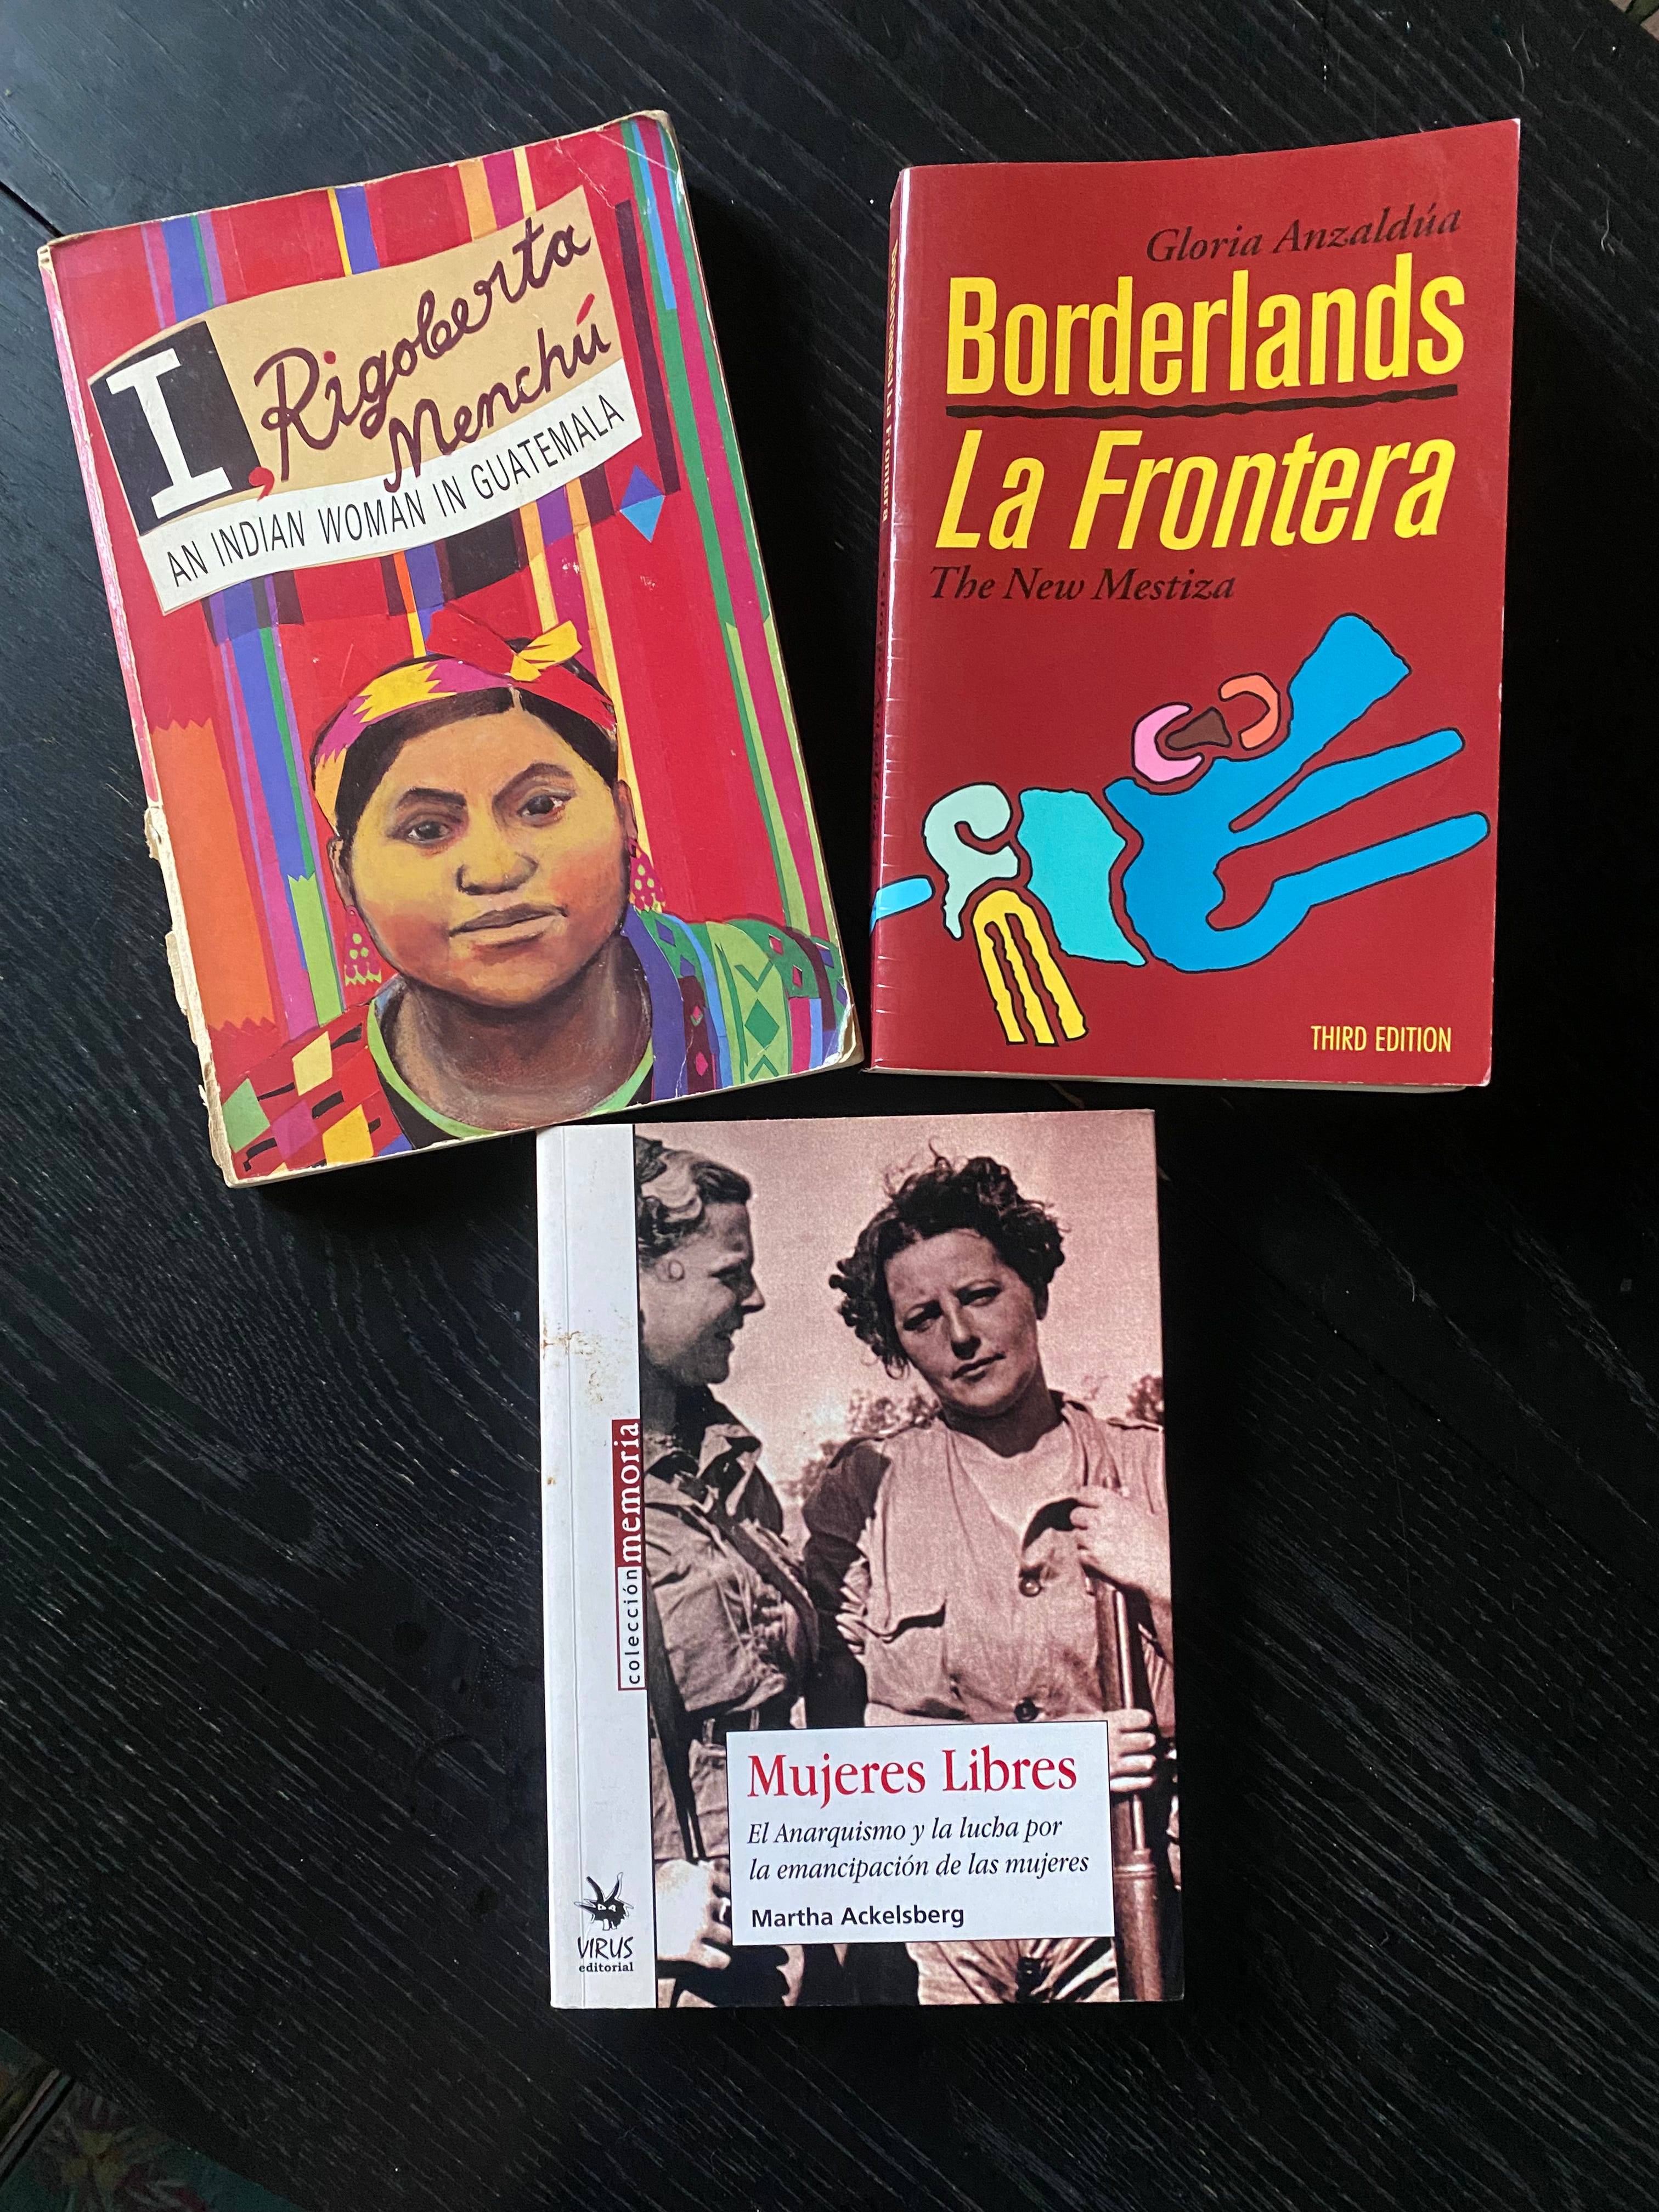 I, Rigoberta
Menchú
AN INDIAN WOMAN IN GUATEMALA
Gloria Anzaldúa
Borderlands
La Frontera
The New Mestiza
THIRD EDITION
colección memoria
Mujeres Libres
El Anarquismo y la lucha por
la emancipación de las mujeres
Martha Ackelsberg
VIRUS
editorial